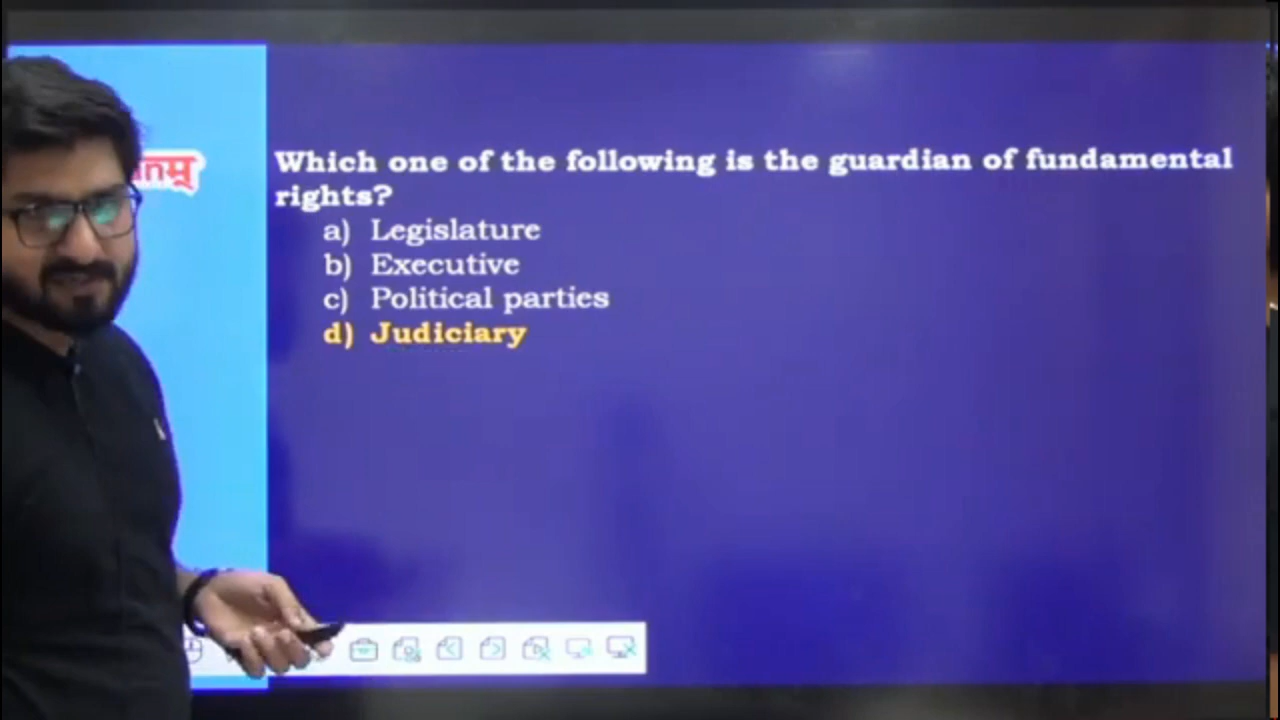 Which one of the following is the guardian of fundamental
rights?
a) Legislature
b) Executive
c) Political parties
d) Judiciary